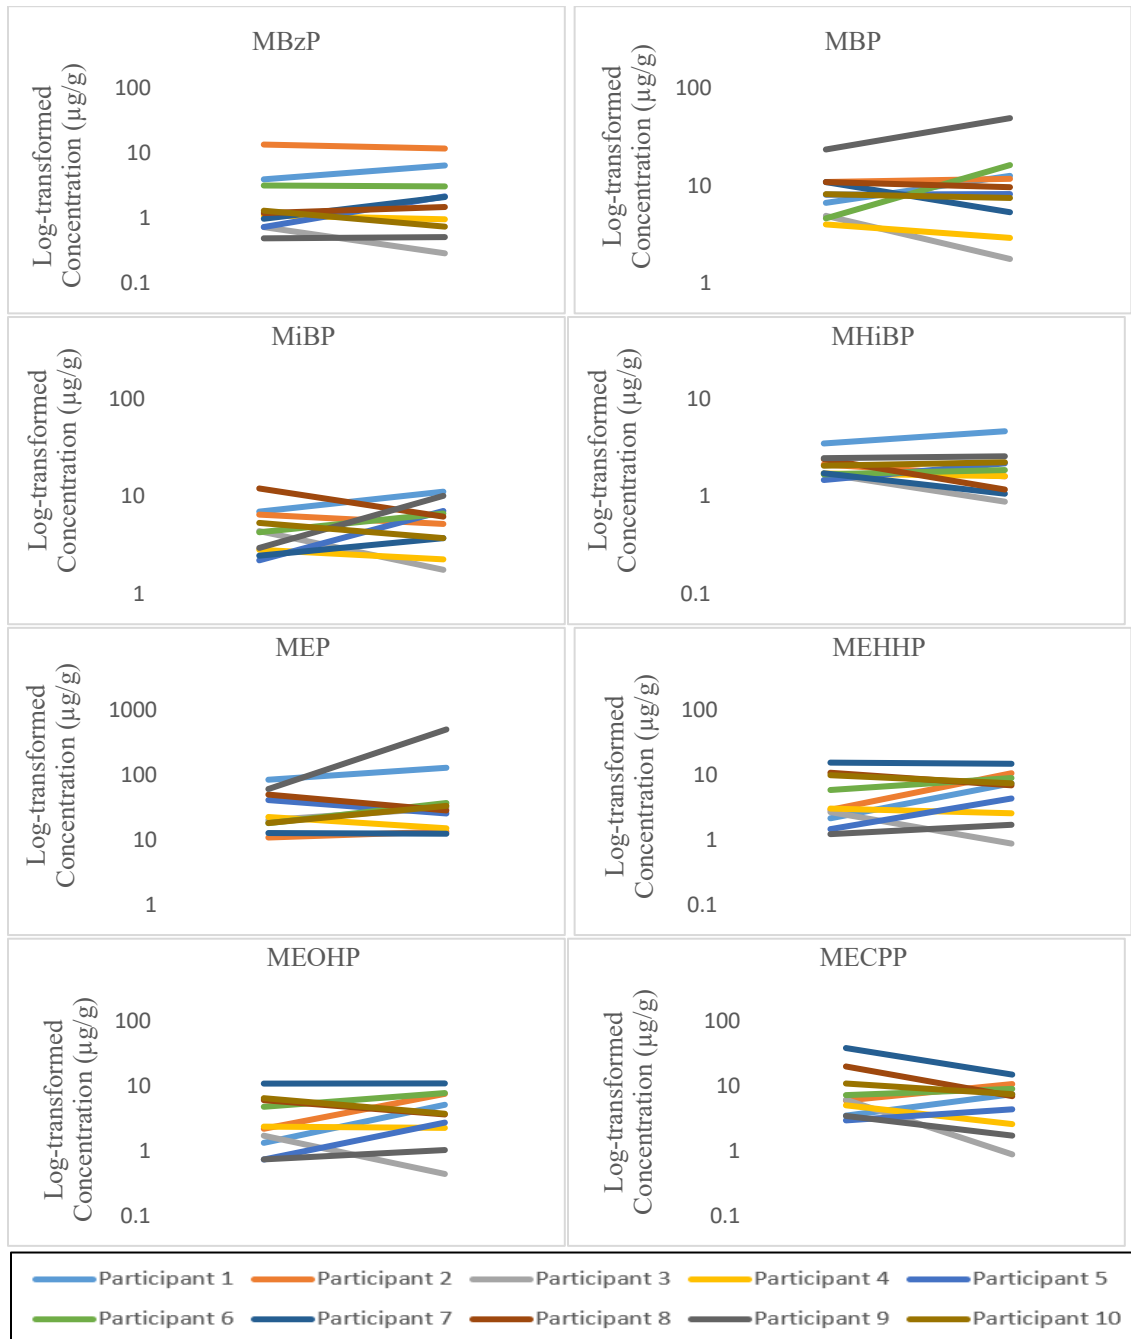 MBzP
Log-transformed
Concentration (µg/g)
100
10
1
0.1
MBP
Log-transformed
Concentration (µg/g)
100
10
1
MiBP
Log-transformed
Concentration (µg/g)
100
10
1
MHiBP
Log-transformed
Concentration (µg/g)
10
1
0.1
MEP
Log-transformed
Concentration (µg/g)
1000
100
10
1
MEHHP
Log-transformed
Concentration (µg/g)
100
10
1
0.1
MEOHP
Log-transformed
Concentration (µg/g)
100
10
1
0.1
MECPP
Log-transformed
Concentration (µg/g)
100
10
1
0.1
Participant 1 Participant 2 Participant 3 Participant 4 Participant 5
Participant 6 Participant 7 Participant 8 Participant 9 Participant 10